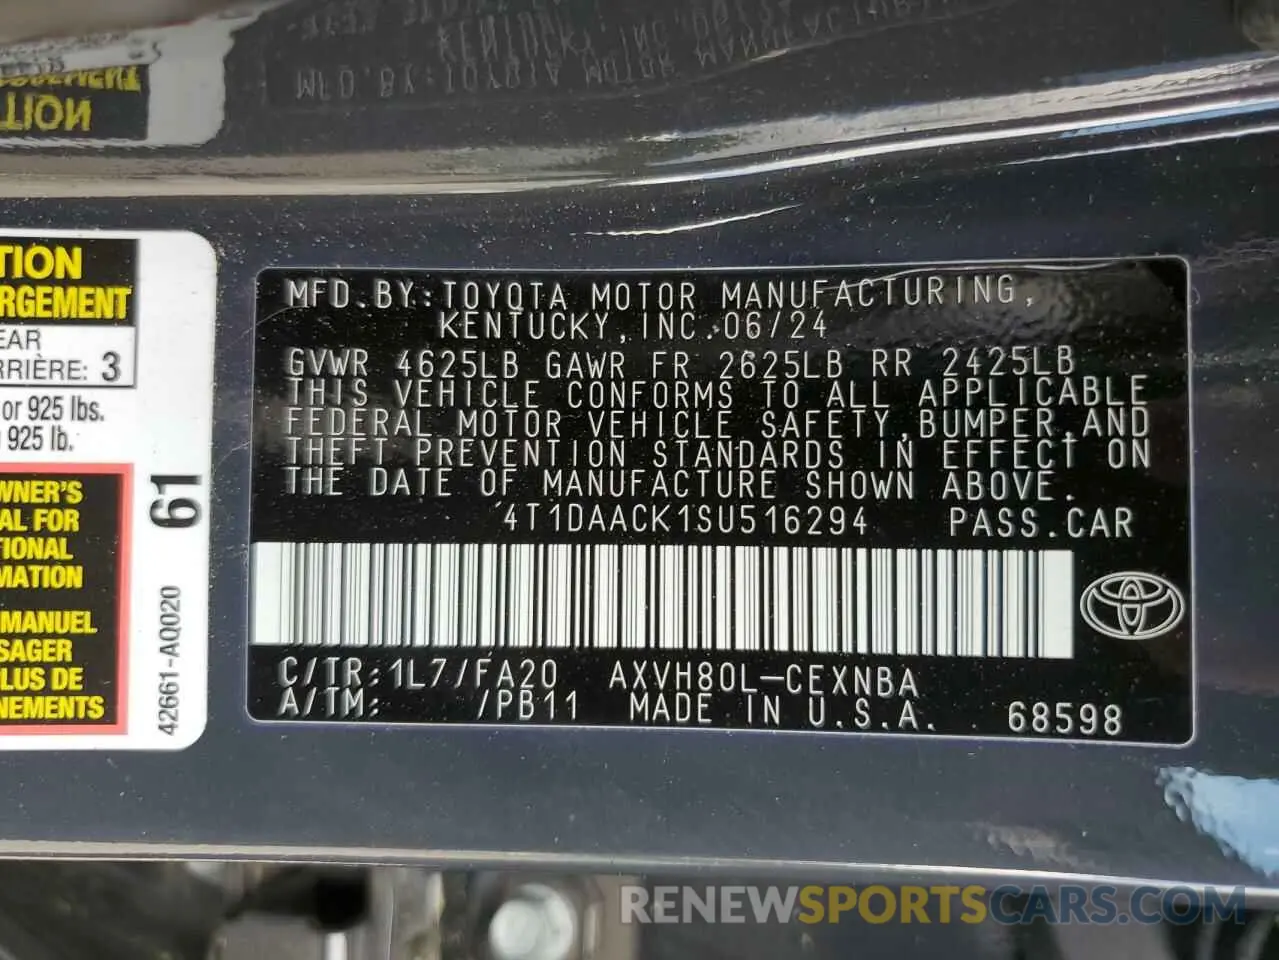 TION
RGEMENT
EAR
RRIÈRE: 3
or 925 lbs.
925 lb.
WNER'S
AL FOR
TIONAL
MATION
MANUEL
SAGER
LUS DE
NEMENTS
61
42661-AQ020
MFD.BY:TOYOTA MOTOR MANUFACTURING,
KENTUCKY,INC.06/24
GVWR 4625LB GAWR FR 2625LB RR 2425LB
THIS VEHICLE CONFORMS TO ALL APPLICABLE
FEDERAL MOTOR VEHICLE SAFETY,BUMPER,AND
THEFT PREVENTION STANDARDS IN EFFECT ON
THE DATE OF MANUFACTURE SHOWN ABOVE.
4T1DAACK1SU516294 PASS.CAR
C/TR:1L7/FA20 AXVH80L-CEXNBA
A/TM: /PB11 MADE IN U.S.A. 68598
RENEWSPORTSCARS.COM